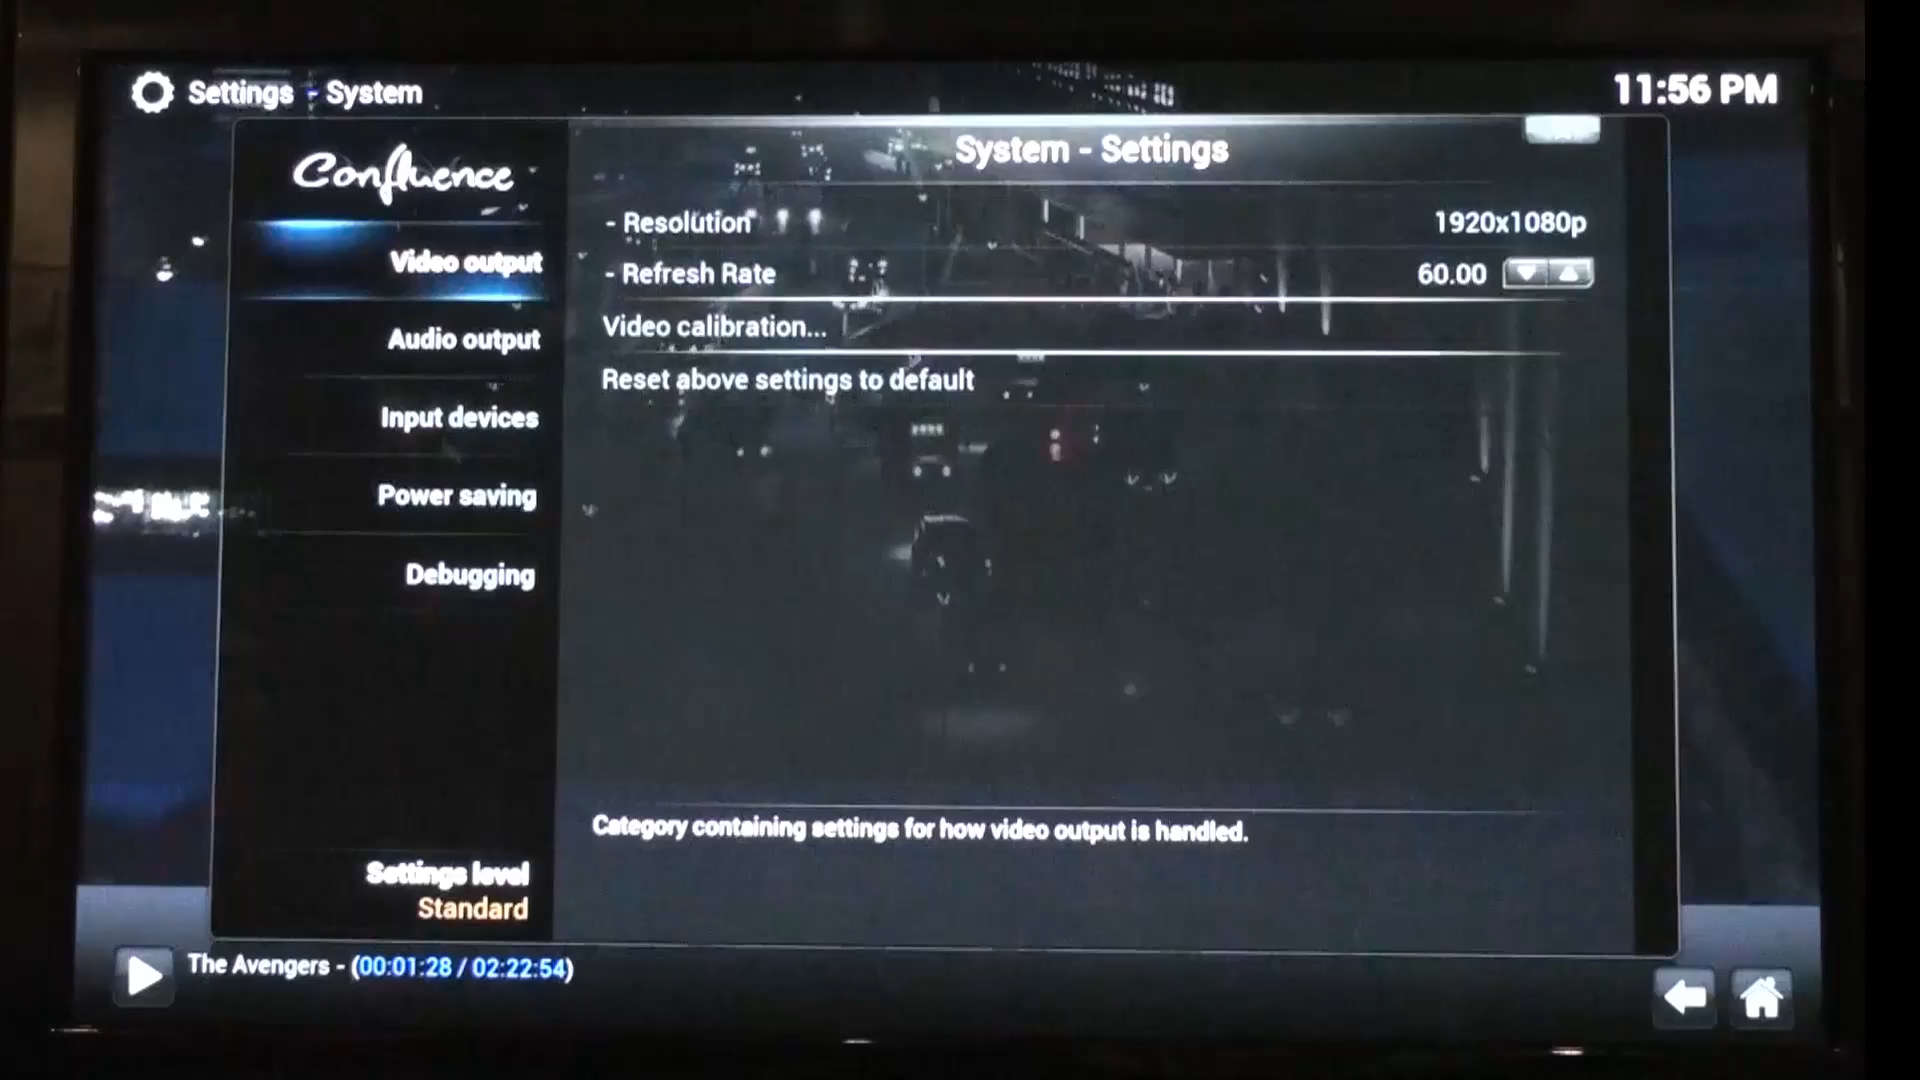 Settings - System
11:56 PM
Confluence
System - Settings
Video output
Audio output
Input devices
Power saving
Debugging
- Resolution 1920x1080p
- Refresh Rate 60.00
Video calibration...
Reset above settings to default
Category containing settings for how video output is handled.
Settings level
Standard
The Avengers - (00:01:28 / 02:22:54)